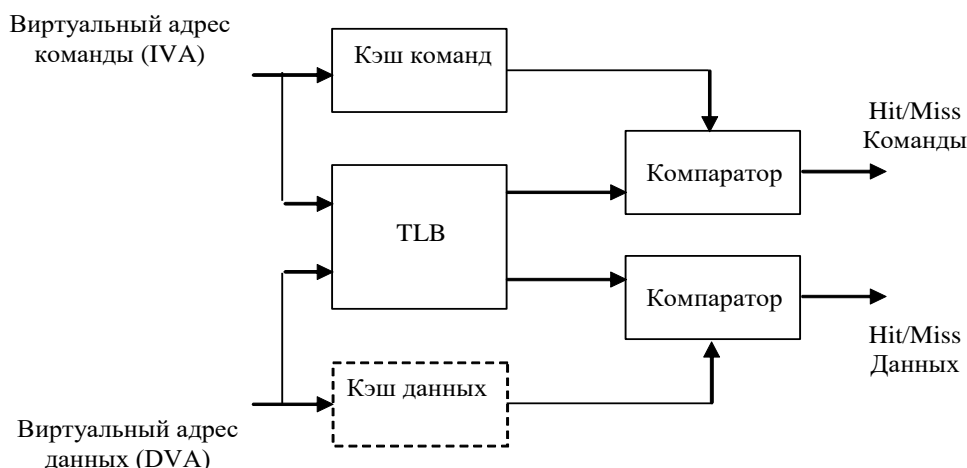 Виртуальный адрес
команды (IVA)
Кэш команд
Hit/Miss
Команды
Компаратор
TLB
Компаратор
Hit/Miss
Данных
Кэш данных
Виртуальный адрес
данных (DVA)